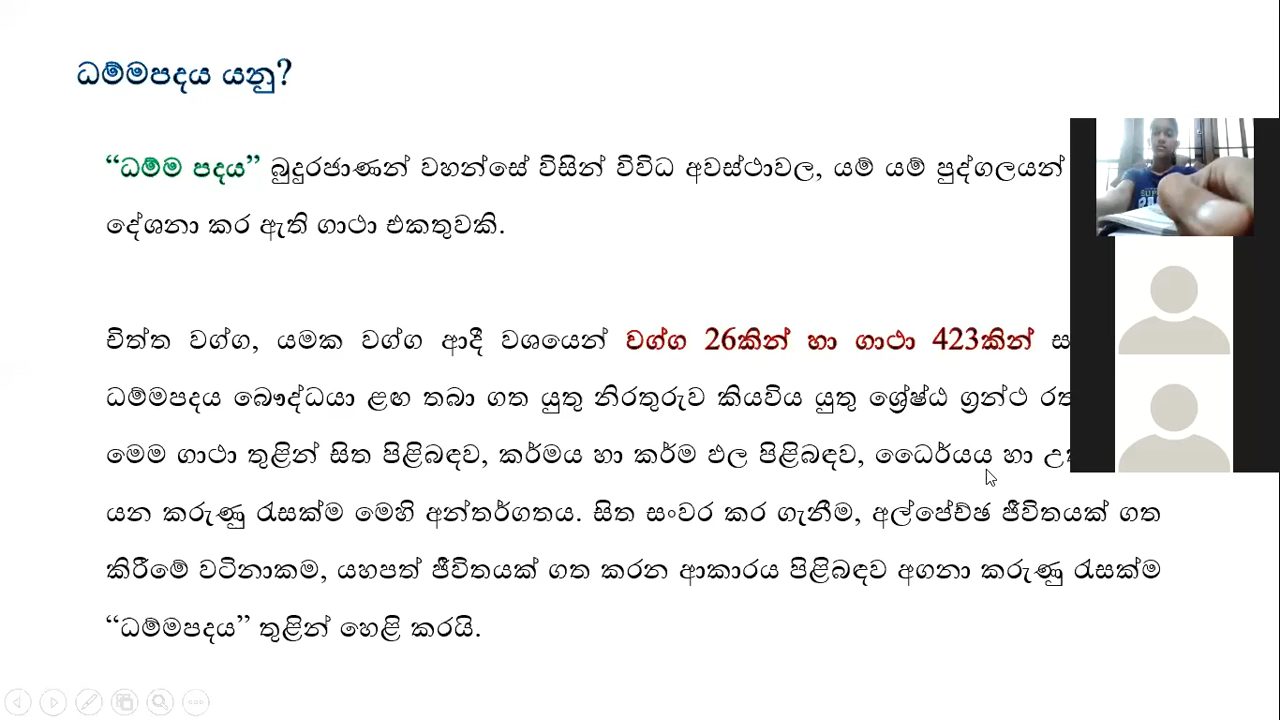 ධම්මපදය යනු?
“ධම්ම පදය” බුදුරජාණන් වහන්සේ විසින් විවිධ අවස්ථාවල, යම් යම් පුද්ගලයන්
දේශනා කර ඇති ගාථා එකතුවකි.
චිත්ත වග්ග, යමක වග්ග ආදී වශයෙන් වග්ග 26කින් හා ගාථා 423කින්
ධම්මපදය බෞද්ධයා ළඟ තබා ගත යුතු නිරතුරුව කියවිය යුතු ශ්‍රේෂ්ඨ ග්‍රන්ථ
මෙම ගාථා තුළින් සිත පිළිබඳව, කර්මය හා කර්ම ඵල පිළිබඳව, ධෛර්යය හා
යන කරුණු රැසක්ම මෙහි අන්තර්ගතය. සිත සංවර කර ගැනීම, අල්පේච්ඡ ජීවිතයක් ගත
කිරීමේ වටිනාකම, යහපත් ජීවිතයක් ගත කරන ආකාරය පිළිබඳව අගනා කරුණු රැසක්ම
“ධම්මපදය” තුළින් හෙළි කරයි.